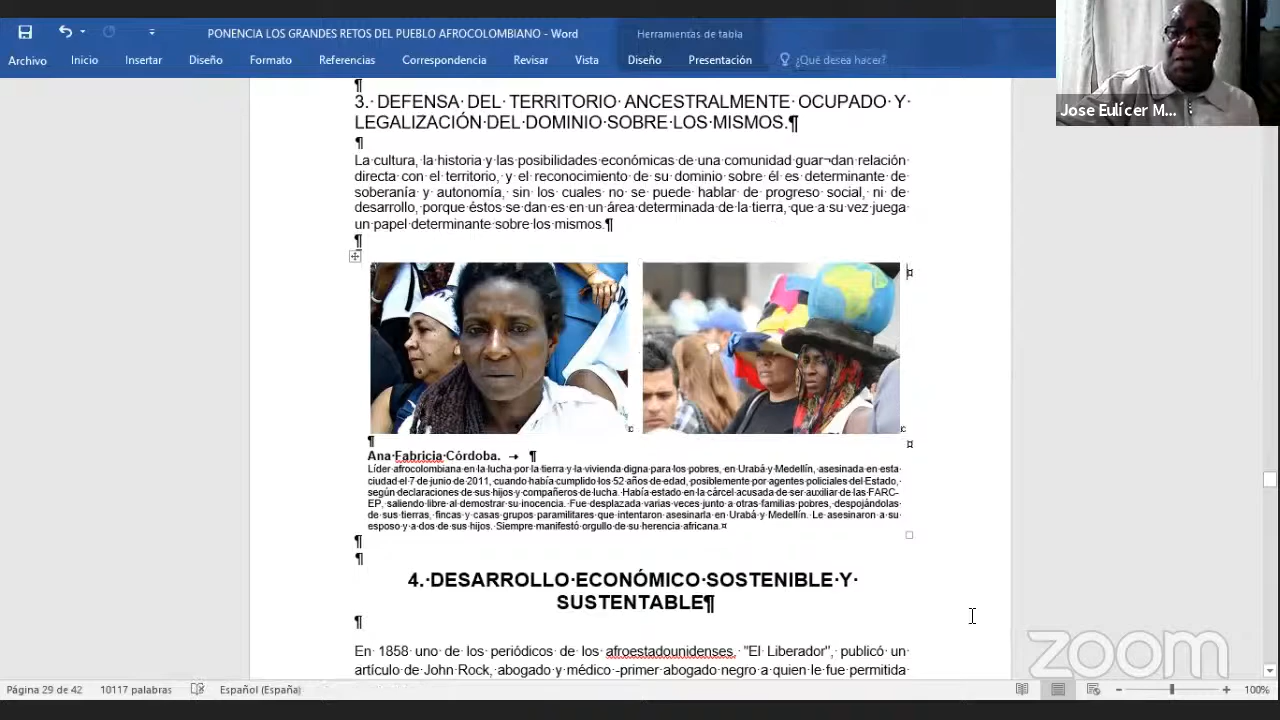 PONENCIA LOS GRANDES RETOS DEL PUEBLO AFROCOLOMBIANO - Word
Herramientas de tabla
Archivo Inicio Insertar Diseño Formato Referencias Correspondencia Revisar Vista Diseño Presentación ¿Qué desea hacer?
Jose Eulícer M...
3. DEFENSA DEL TERRITORIO ANCESTRALMENTE OCUPADO Y
LEGALIZACIÓN DEL DOMINIO SOBRE LOS MISMOS.¶
¶
La cultura, la historia y las posibilidades económicas de una comunidad guar¬dan relación
directa con el territorio, y el reconocimiento de su dominio sobre él es determinante de
soberanía y autonomía, sin los cuales no se puede hablar de progreso social, ni de
desarrollo, porque éstos se dan es en un área determinada de la tierra, que a su vez juega
un papel determinante sobre los mismos.¶
¶
¶
Ana Fabricia Córdoba. → ¶
Líder afrocolombiana en la lucha por la tierra y la vivienda digna para los pobres, en Urabá y Medellín, asesinada en esta
ciudad el 7 de junio de 2011, cuando había cumplido los 52 años de edad, posiblemente por agentes policiales del Estado,
según declaraciones de sus hijos y compañeros de lucha. Había estado en la cárcel acusada de ser auxiliar de las FARC-
EP, saliendo libre al demostrar su inocencia. Fue desplazada varias veces junto a otras familias pobres, despojándolas
de sus tierras, fincas y casas grupos paramilitares que intentaron asesinarla en Urabá y Medellín. Le asesinaron a su
esposo y a dos de sus hijos. Siempre manifestó orgullo de su herencia africana.¤
¶
¶
4. DESARROLLO ECONÓMICO SOSTENIBLE Y
SUSTENTABLE¶
¶
En 1858 uno de los periódicos de los afroestadounidenses, "El Liberador", publicó un
artículo de John Rock, abogado y médico -primer abogado negro a quien le fue permitida
zoom
Página 29 de 42 10117 palabras Español (España) 100%